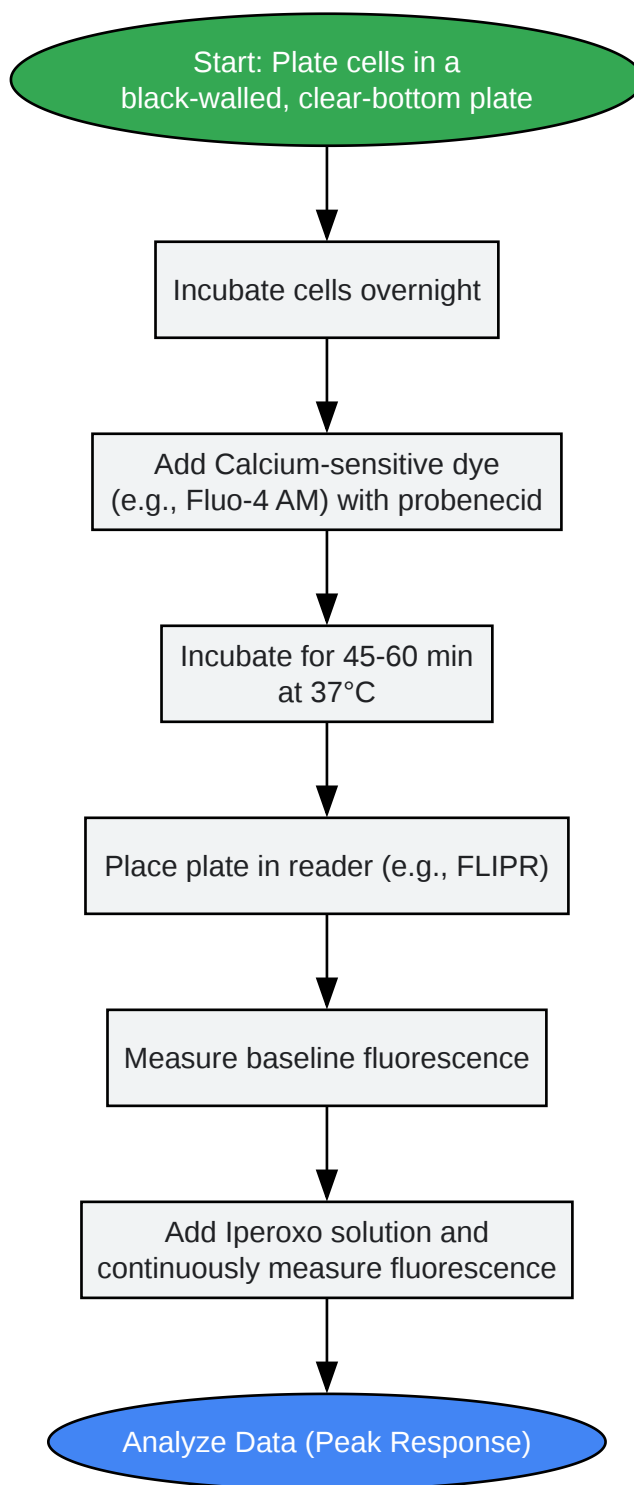 Start: Plate cells in a
black-walled, clear-bottom plate
Incubate cells overnight
Add Calcium-sensitive dye
(e.g., Fluo-4 AM) with probenecid
Incubate for 45-60 min
at 37°C
Place plate in reader (e.g., FLIPR)
Measure baseline fluorescence
Add Iperoxo solution and
continuously measure fluorescence
Analyze Data (Peak Response)